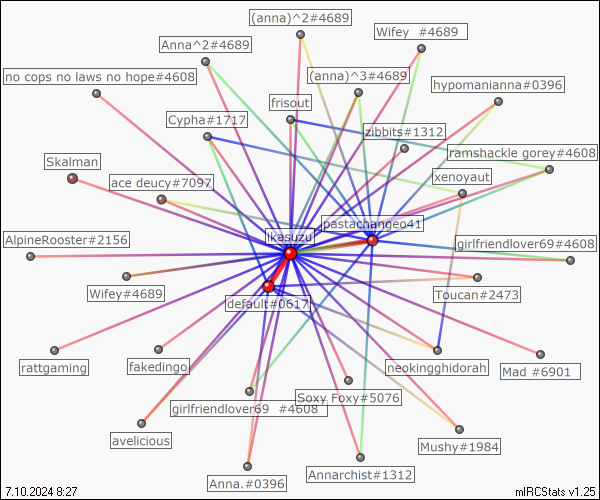 (anna)^2#4689
Wifey  #4689
Anna^2#4689
no cops no laws no hope#4608
(anna)^3#4689
hypomanianna#0396
frisout
Cypha#1717
zibbits#1312
ramshackle gorey#4608
Skalman
ace deucy#7097
xenoyaut
pastachangeo41
ikasuzu
AlpineRooster#2156
girlfriendlover69#4608
Wifey#4689
default#0617
Toucan#2473
rattgaming
fakedingo
neokingghidorah
Mad #6901
Soxy Foxy#5076
girlfriendlover69  #4608
avelicious
Mushy#1984
Anna.#0396
Annarchist#1312
7.10.2024 8:27
mIRCStats v1.25